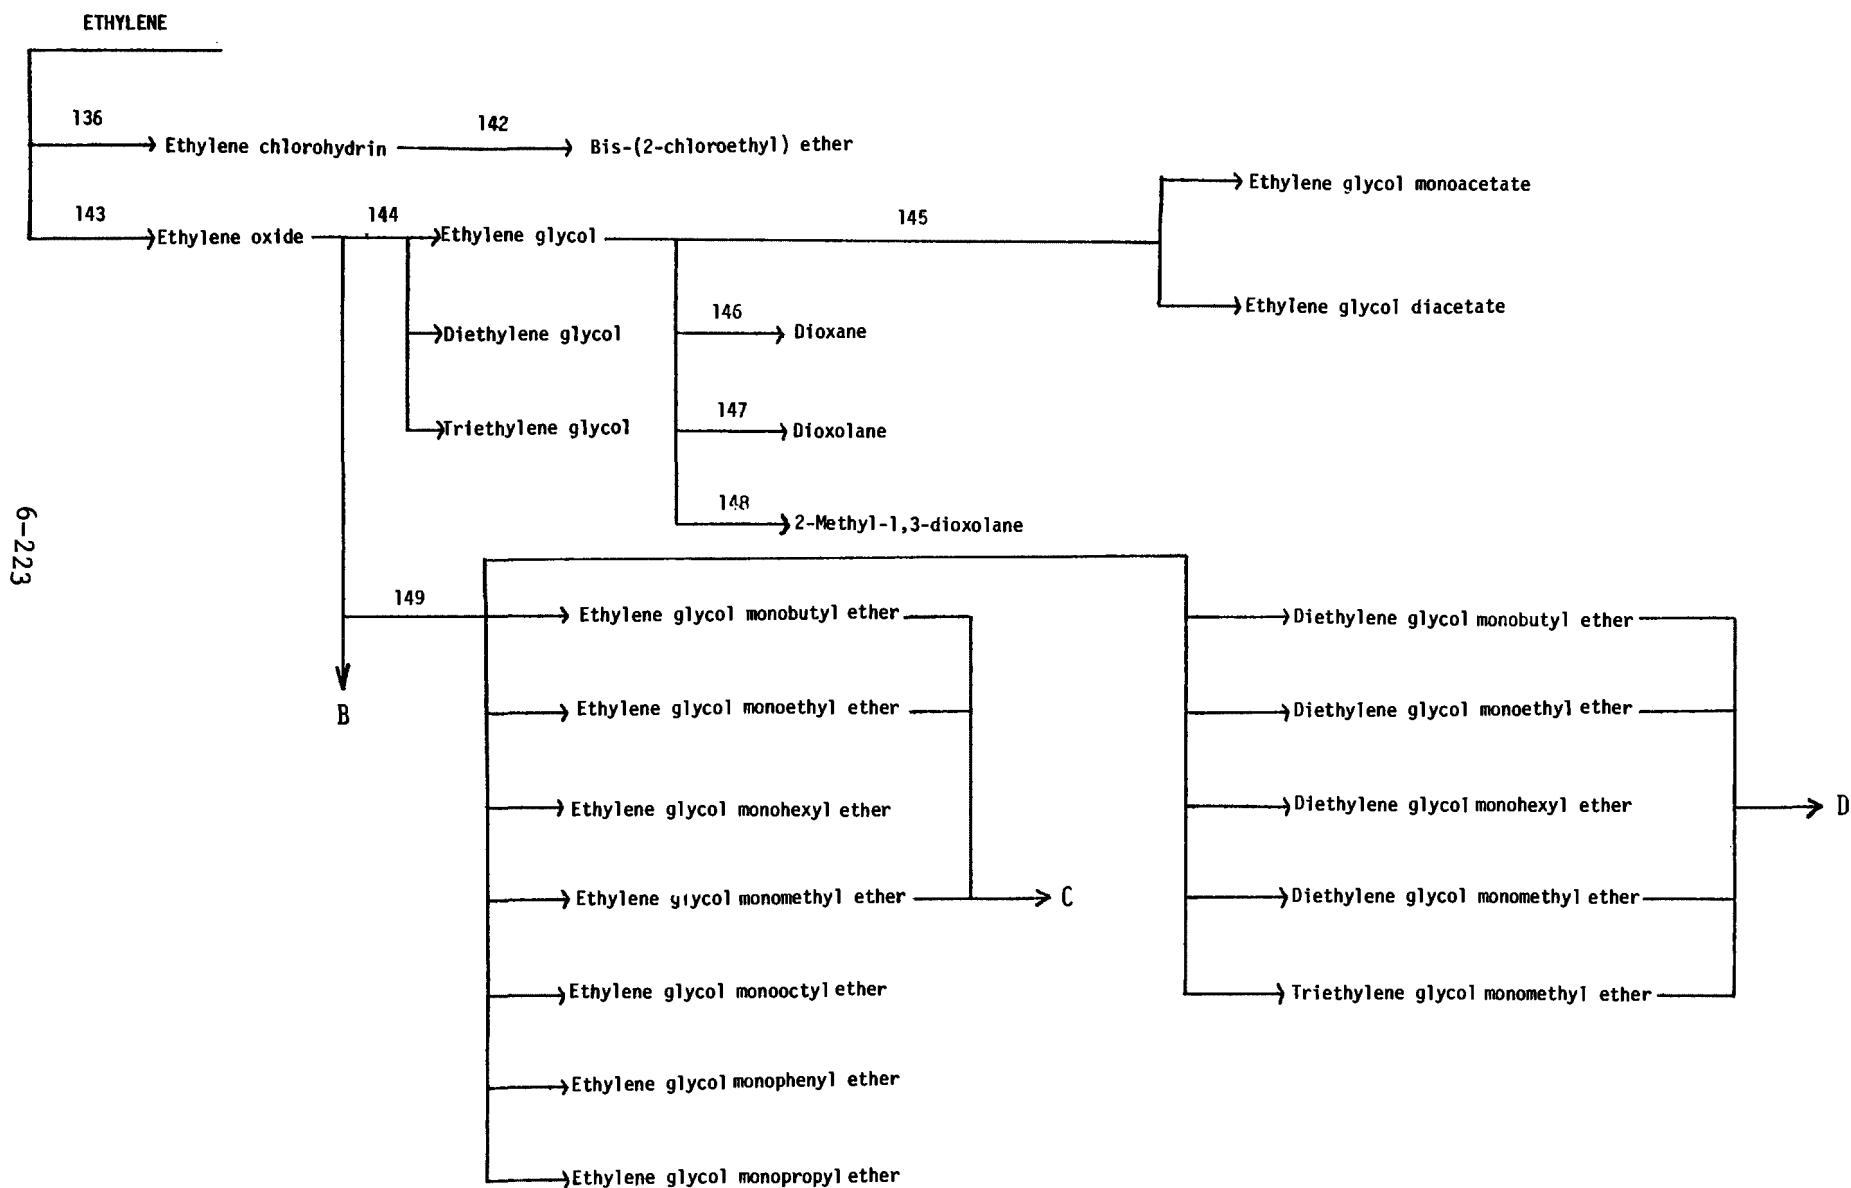 ETHYLENE
136
Ethylene chlorohydrin
142
Bis-(2-chloroethyl) ether
143
Ethylene oxide
144
Ethylene glycol
145
Ethylene glycol monoacetate
Ethylene glycol diacetate
Diethylene glycol
Triethylene glycol
146
Dioxane
147
Dioxolane
148
2-Methyl-1,3-dioxolane
149
B
Ethylene glycol monobutyl ether
Ethylene glycol monoethyl ether
Ethylene glycol monohexyl ether
Ethylene glycol monomethyl ether
C
Ethylene glycol monooctyl ether
Ethylene glycol monophenyl ether
Ethylene glycol monopropyl ether
Diethylene glycol monobutyl ether
Diethylene glycol monoethyl ether
Diethylene glycol monohexyl ether
D
Diethylene glycol monomethyl ether
Triethylene glycol monomethyl ether
6-223